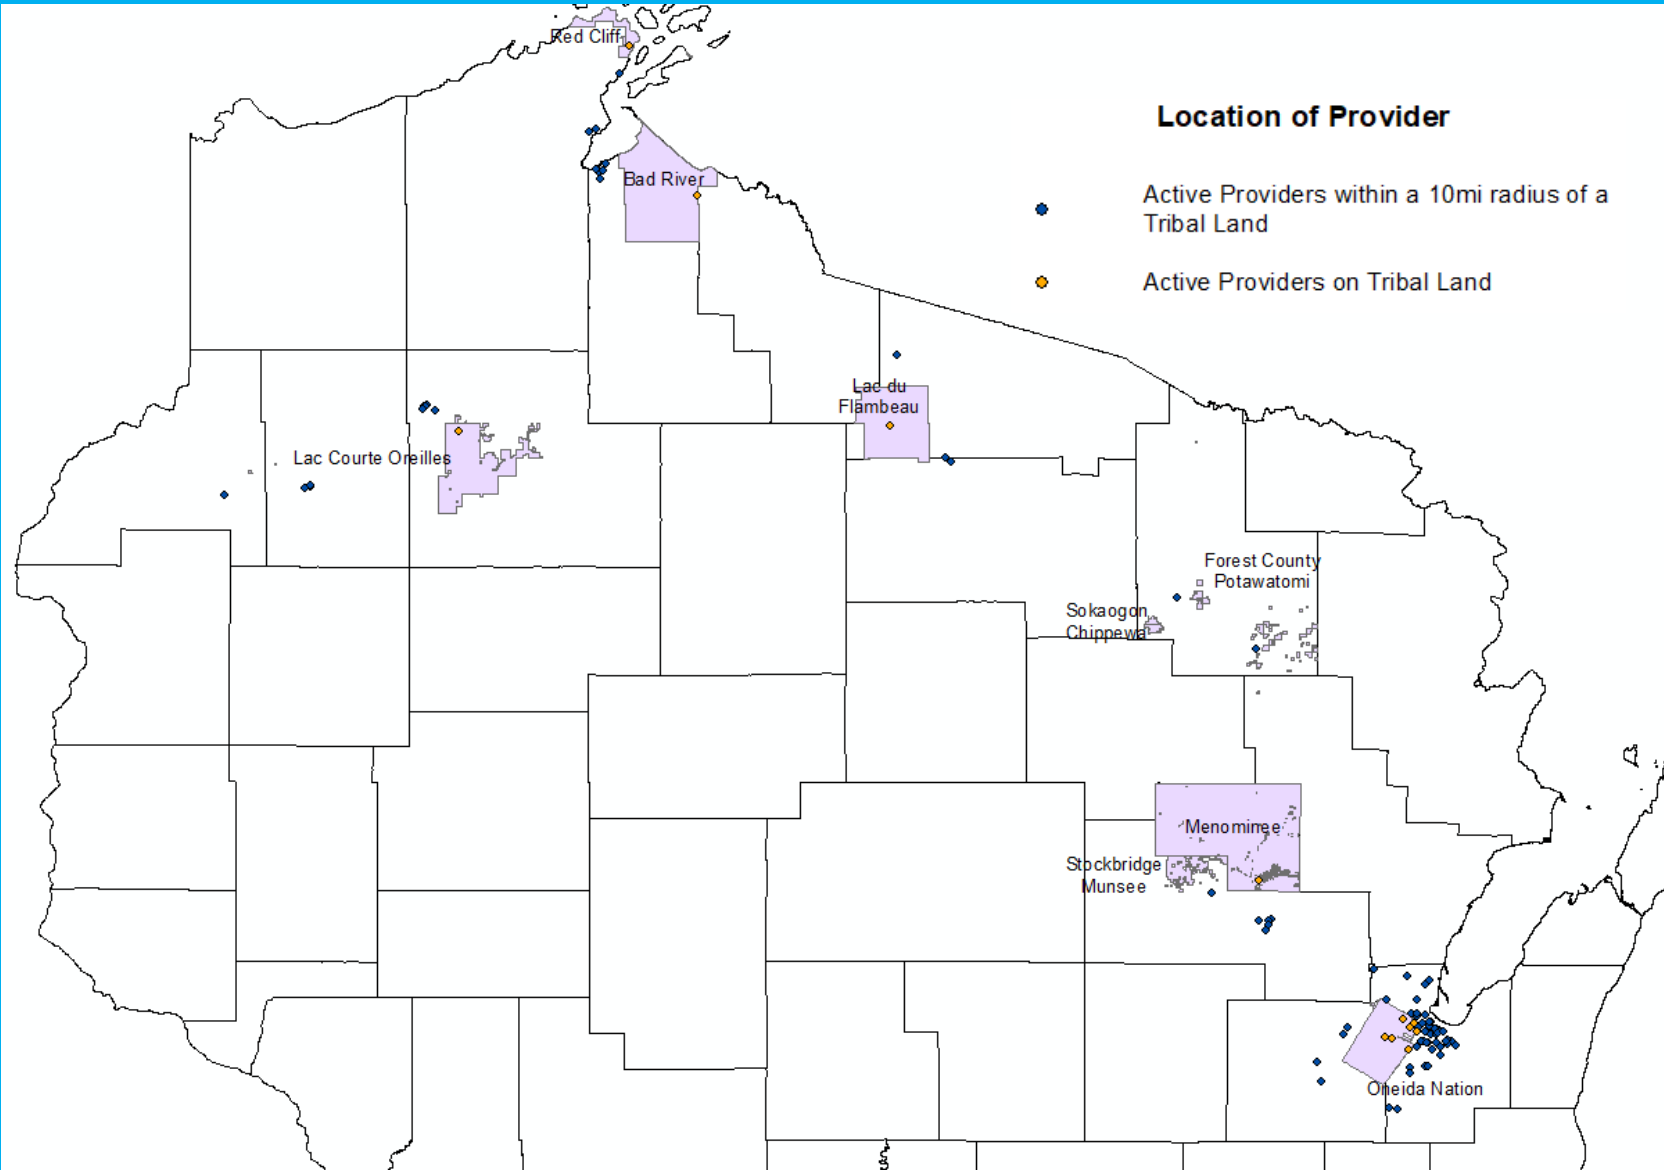 Red Cliff
Location of Provider
Bad River
Active Providers within a 10mi radius of a
Tribal Land
Active Providers on Tribal Land
Lac du
Flambeau
Lac Courte Oreilles
Forest County
Potawatomi
Sokaogon
Chippewa
Menominee
Stockbridge
Munsee
Oneida Nation